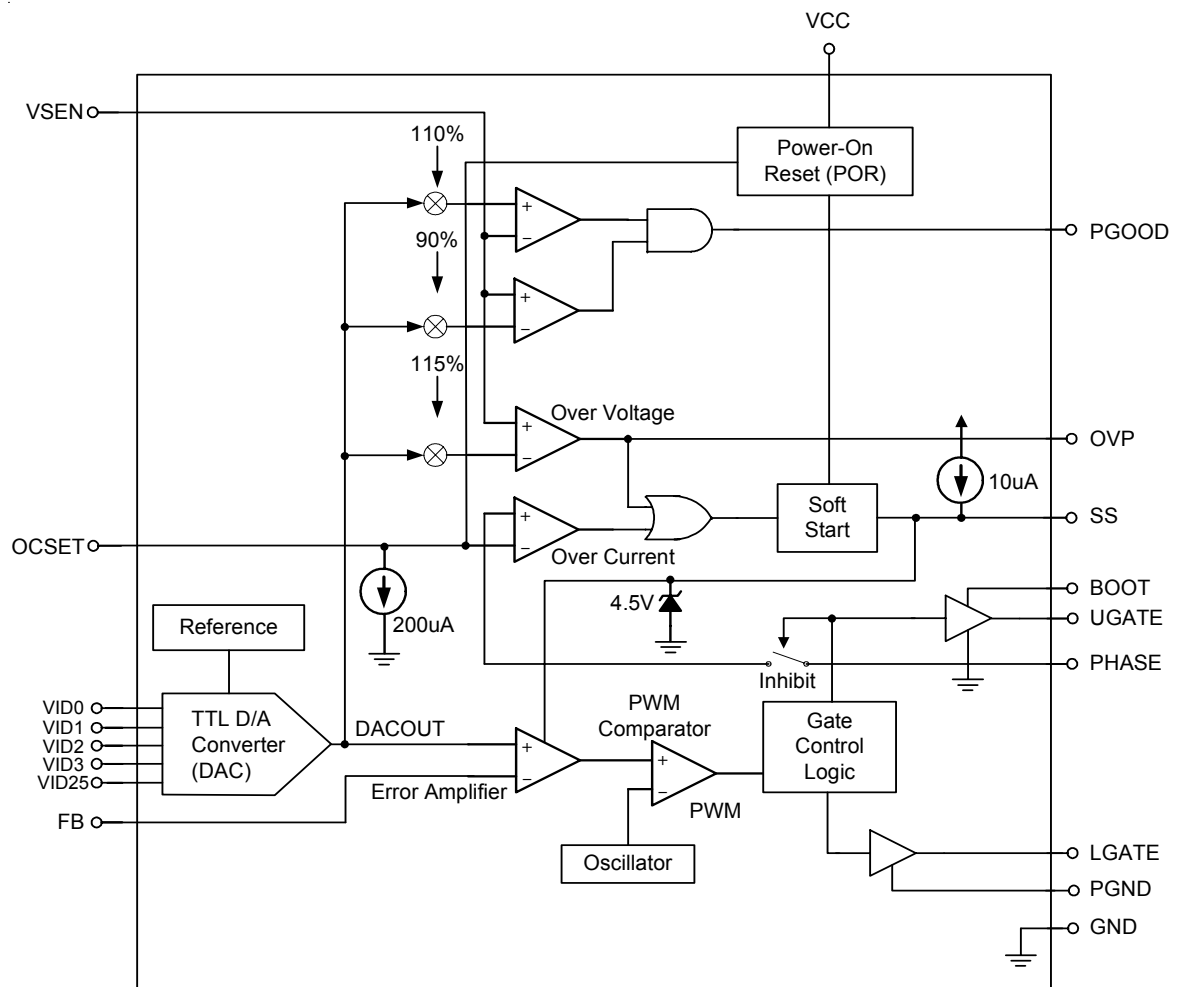 VCC
VSEN
110%
Power-On
Reset (POR)
+
−
PGOOD
90%
+
−
115%
Over Voltage
+
−
OVP
10uA
Soft
Start
SS
+
−
Over Current
OCSET
200uA
4.5V
BOOT
UGATE
PHASE
Inhibit
Reference
VID0
VID1
VID2
VID3
VID25
TTL D/A
Converter
(DAC)
DACOUT
+
−
Error Amplifier
PWM
Comparator
+
−
PWM
Gate
Control
Logic
FB
Oscillator
LGATE
PGND
GND